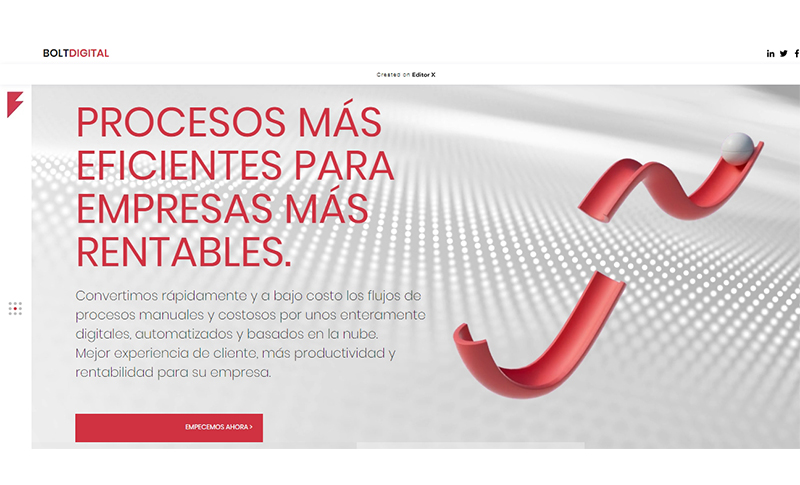 BOLTDIGITAL
Created on Editor X
PROCESOS MÁS
EFICIENTES PARA
EMPRESAS MÁS
RENTABLES.
Convertimos rápidamente y a bajo costo los flujos de
procesos manuales y costosos por unos enteramente
digitales, automatizados y basados en la nube.
Mejor experiencia de cliente, más productividad y
rentabilidad para su empresa.
EMPECEMOS AHORA >